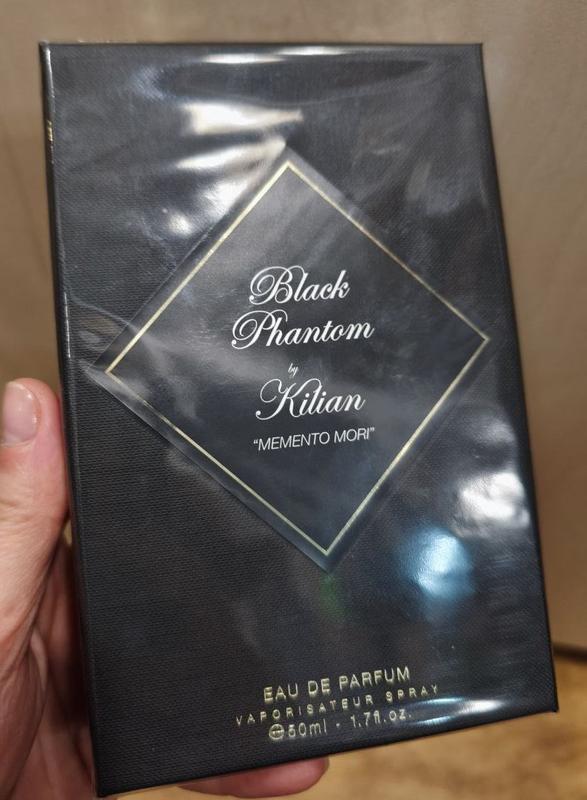 Black
Phantom
by
Kilian
"MEMENTO MORI"
EAU DE PARFUM
VAPORISATEUR SPRAY
50ml - 1.7fl.oz.